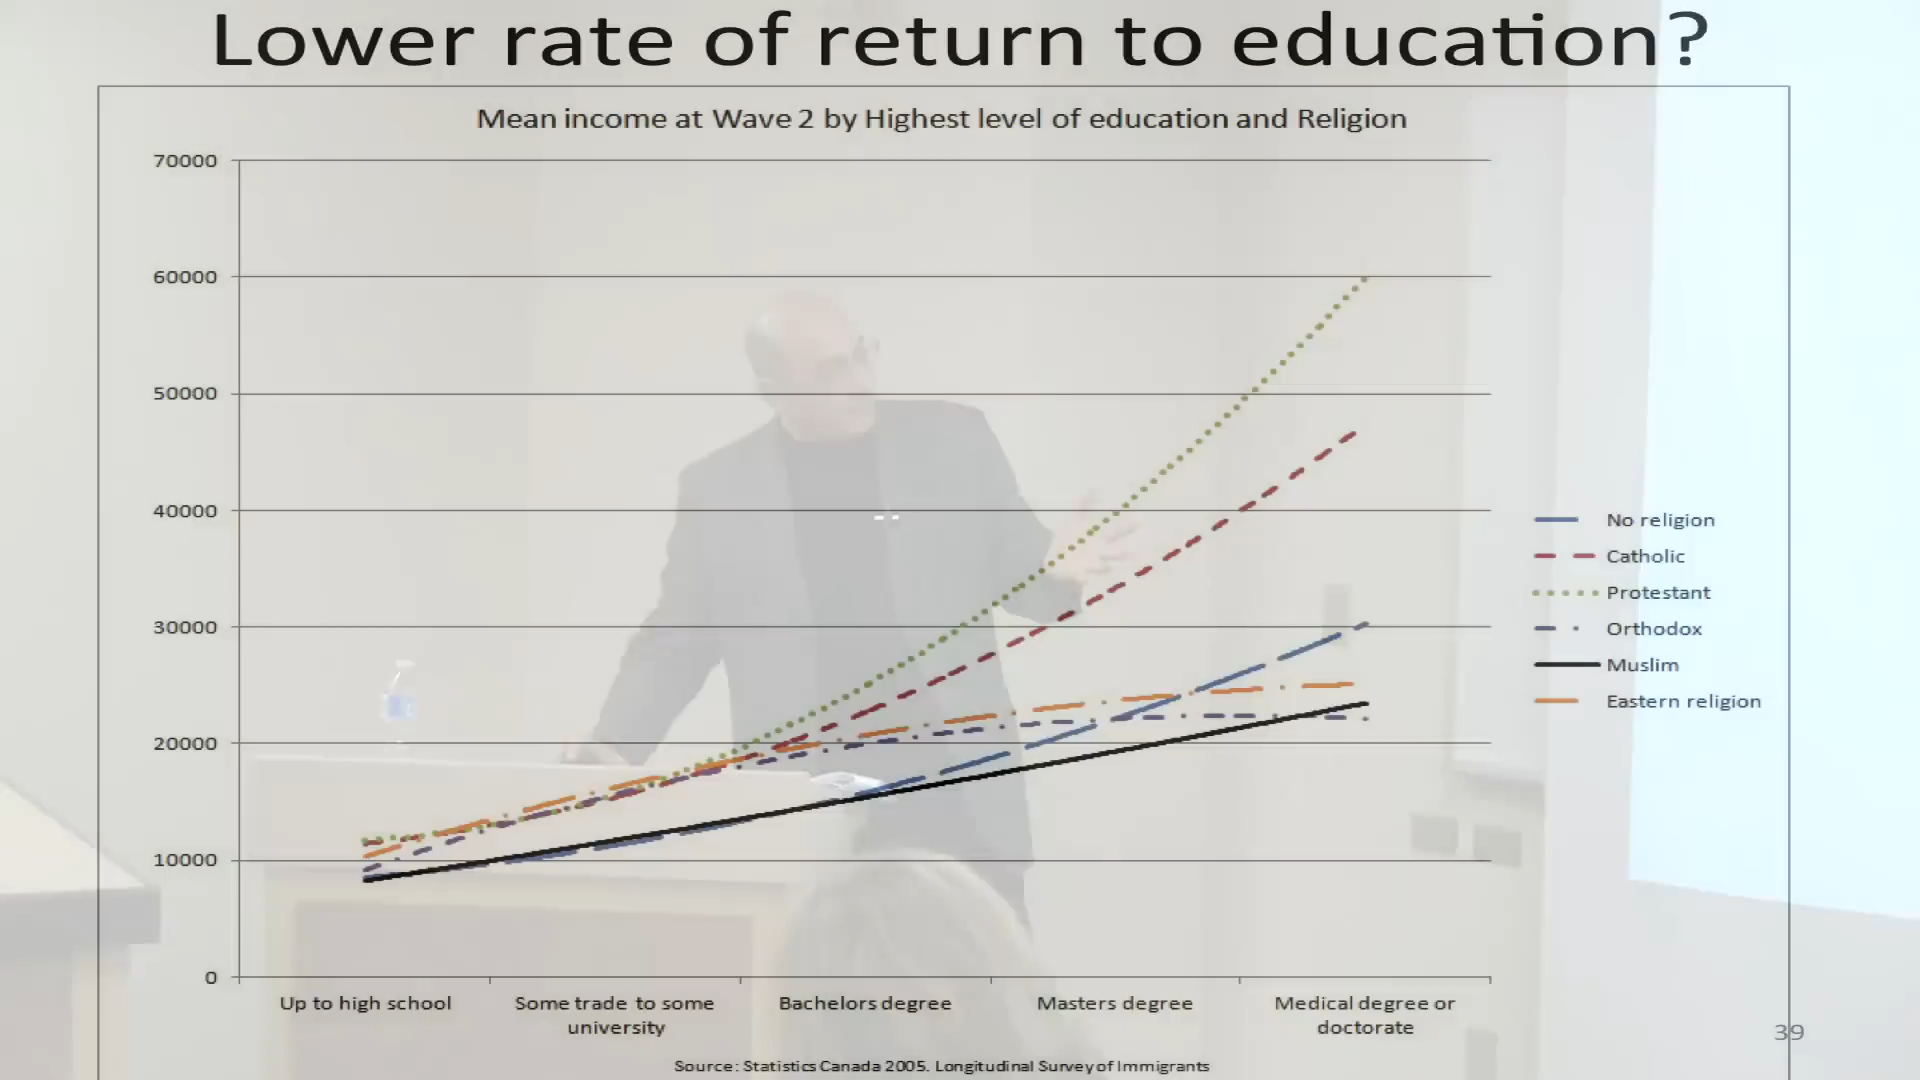 Lower rate of return to education?
Mean income at Wave 2 by Highest level of education and Religion
70000
60000
50000
40000
30000
20000
10000
0
No religion
Catholic
Protestant
Orthodox
Muslim
Eastern religion
Up to high school
Some trade to some
university
Bachelors degree
Masters degree
Medical degree or
doctorate
39
Source: Statistics Canada 2005. Longitudinal Survey of Immigrants